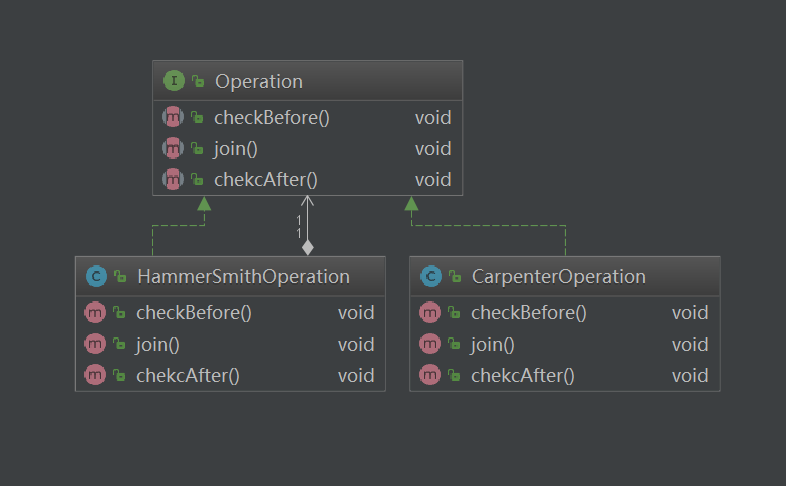 I Operation
m checkBefore() void
m join() void
m chekcAfter() void
1
1
C HammerSmithOperation
m checkBefore() void
m join() void
m chekcAfter() void
C CarpenterOperation
m checkBefore() void
m join() void
m chekcAfter() void